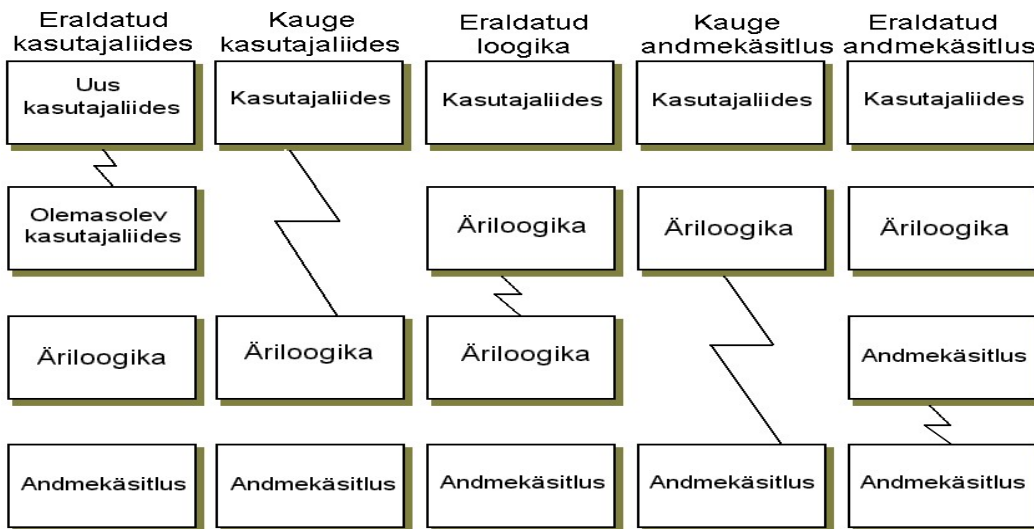 Eraldatud
kasutajaliides
Uus
kasutajaliides
Olemasolev
kasutajaliides
Äriloogika
Andmekäsitlus
Kauge
kasutajaliides
Kasutajaliides
Äriloogika
Andmekäsitlus
Eraldatud
loogika
Kasutajaliides
Äriloogika
Äriloogika
Andmekäsitlus
Kauge
andmekäsitlus
Kasutajaliides
Äriloogika
Andmekäsitlus
Eraldatud
andmekäsitlus
Kasutajaliides
Äriloogika
Andmekäsitlus
Andmekäsitlus